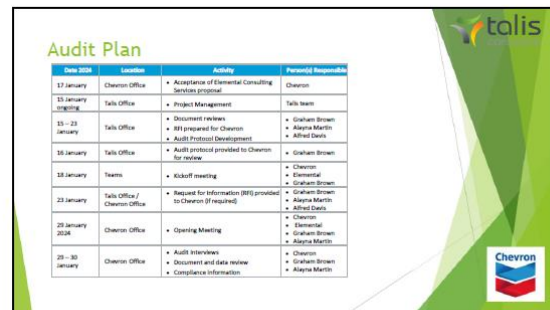 talis
Audit Plan
Date 2024 Location Activity Person(s) Responsible
17 January Chevron Office • Acceptance of Elemental Consulting Services proposal Chevron
15 January ongoing Talis Office • Project Management Talis team
15 – 23 January Talis Office • Document reviews
• RFI prepared for Chevron
• Audit Protocol Development
• Graham Brown
• Alayna Martin
• Alfred Davis
16 January Talis Office • Audit protocol provided to Chevron for review • Graham Brown
18 January Teams • Kickoff meeting
• Chevron
• Elemental
• Graham Brown
23 January Talis Office / Chevron Office • Request for Information (RFI) provided to Chevron (if required)
• Graham Brown
• Alayna Martin
• Alfred Davis
29 January 2024 Chevron Office • Opening Meeting
• Chevron
• Elemental
• Graham Brown
• Alayna Martin
29 – 30 January Chevron Office • Audit Interviews
• Document and data review
• Compliance information
• Chevron
• Graham Brown
• Alayna Martin
Chevron